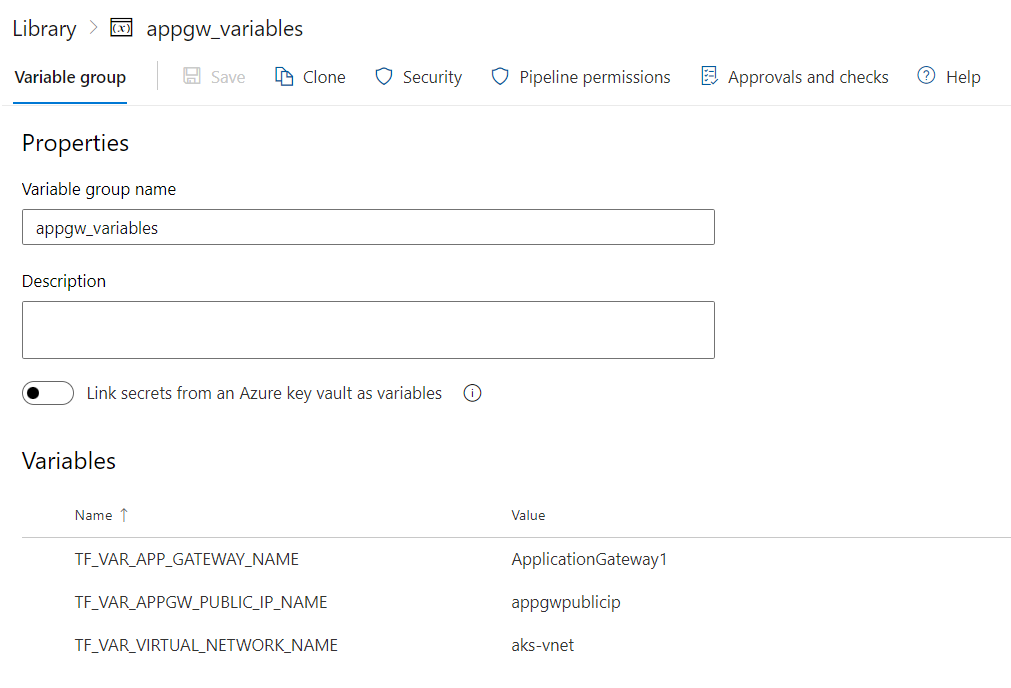 Library > (x) appgw_variables
Variable group Save Clone Security Pipeline permissions Approvals and checks ? Help
Properties
Variable group name
appgw_variables
Description
Link secrets from an Azure key vault as variables i
Variables
Name ↑ Value
TF_VAR_APP_GATEWAY_NAME ApplicationGateway1
TF_VAR_APPGW_PUBLIC_IP_NAME appgwpublicip
TF_VAR_VIRTUAL_NETWORK_NAME aks-vnet